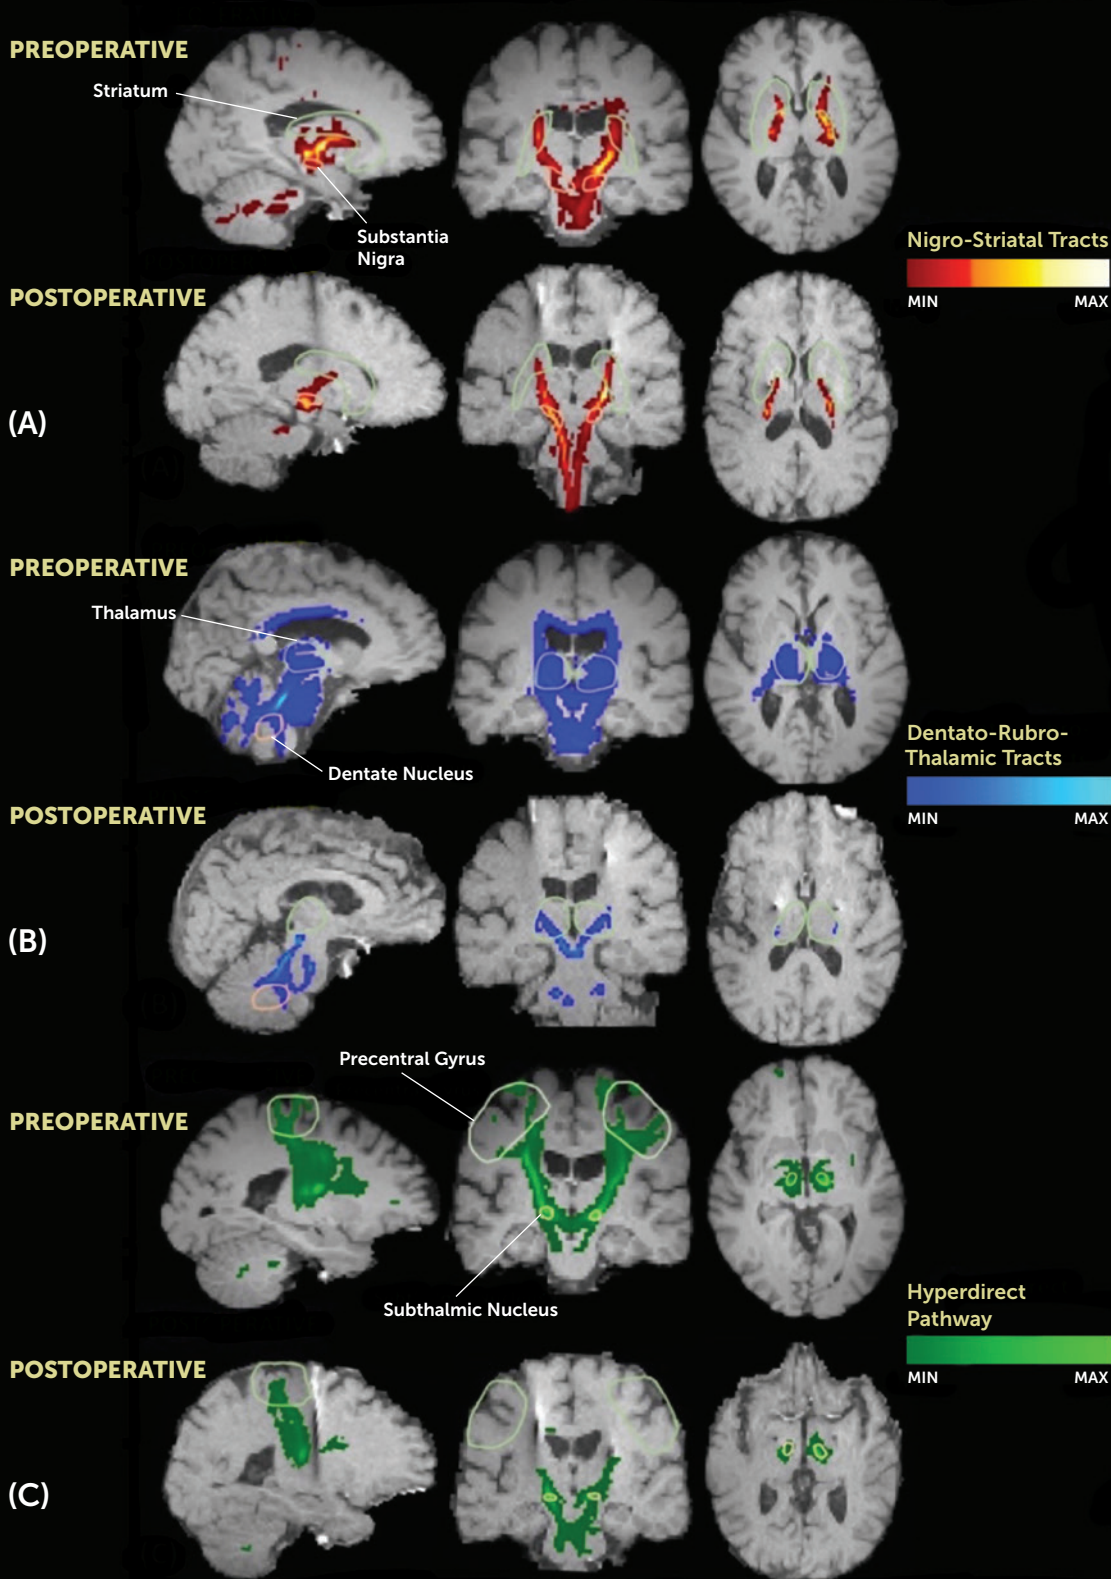 PREOPERATIVE
Striatum
Substantia
Nigra
Nigro-Striatal Tracts
MIN MAX
POSTOPERATIVE
(A)
PREOPERATIVE
Thalamus
Dentate Nucleus
Dentato-Rubro-
Thalamic Tracts
MIN MAX
POSTOPERATIVE
(B)
Precentral Gyrus
PREOPERATIVE
Subthalmic Nucleus
Hyperdirect
Pathway
MIN MAX
POSTOPERATIVE
(C)